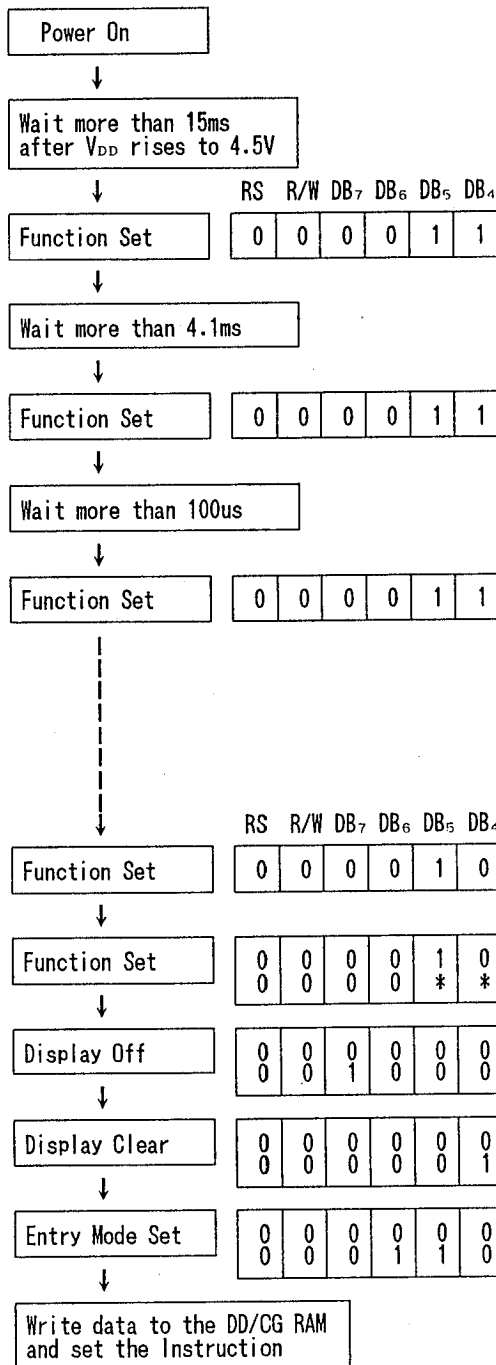 Power On
↓
Wait more than 15ms
after VDD rises to 4.5V
↓
RS R/W DB7 DB6 DB5 DB4
Function Set 0 0 0 0 1 1
↓
Wait more than 4.1ms
↓
Function Set 0 0 0 0 1 1
↓
Wait more than 100us
↓
Function Set 0 0 0 0 1 1
RS R/W DB7 DB6 DB5 DB4
Function Set 0 0 0 0 1 0
↓
Function Set 0 0 0 0 1 0
0 0 0 0 * *
↓
Display Off 0 0 0 0 0 0
0 0 1 0 0 0
↓
Display Clear 0 0 0 0 0 0
0 0 0 0 0 1
↓
Entry Mode Set 0 0 0 0 0 0
0 0 0 1 1 0
↓
Write data to the DD/CG RAM
and set the Instruction